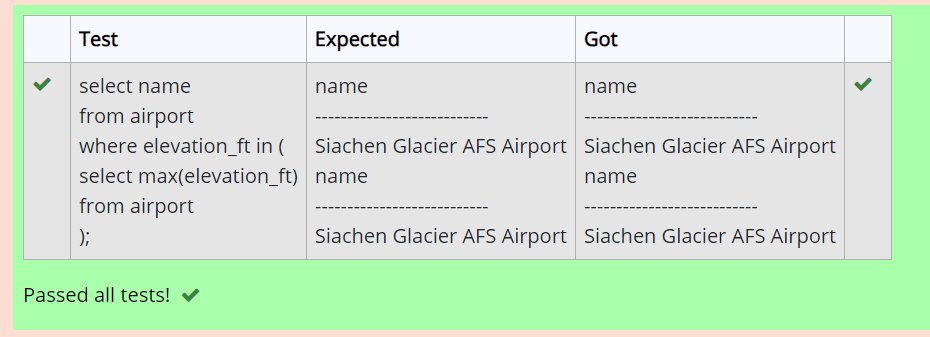 Test Expected Got
select name name name
from airport --------------------------- ---------------------------
where elevation_ft in ( Siachen Glacier AFS Airport Siachen Glacier AFS Airport
select max(elevation_ft) name name
from airport --------------------------- ---------------------------
); Siachen Glacier AFS Airport Siachen Glacier AFS Airport
Passed all tests!